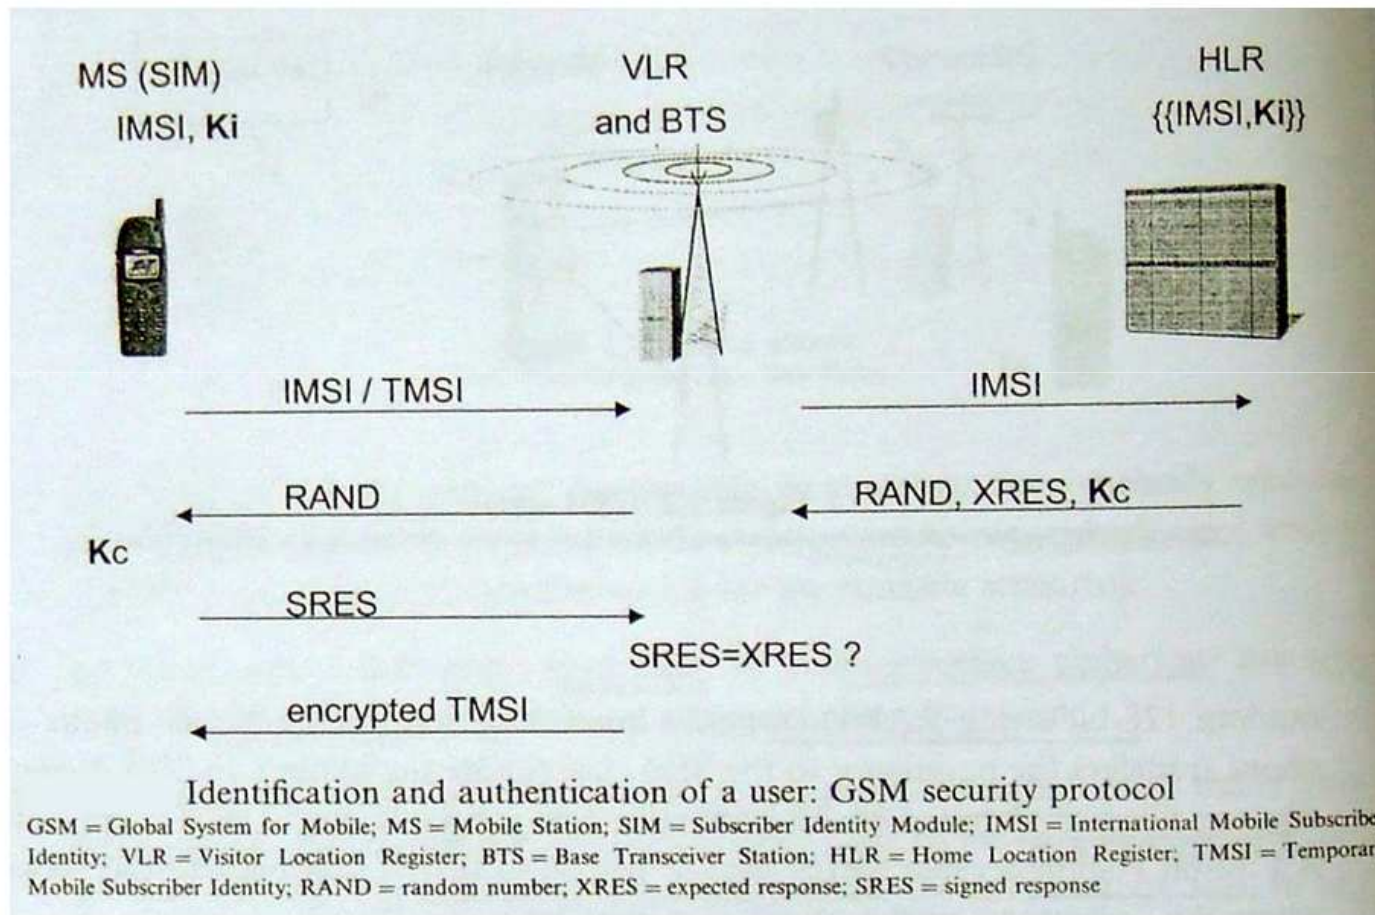 MS (SIM)
IMSI, Ki
VLR
and BTS
HLR
{{IMSI,Ki}}
IMSI / TMSI
IMSI
RAND
RAND, XRES, Kc
Kc
SRES
SRES=XRES ?
encrypted TMSI
Identification and authentication of a user: GSM security protocol
GSM = Global System for Mobile; MS = Mobile Station; SIM = Subscriber Identity Module; IMSI = International Mobile Subscribe
Identity; VLR = Visitor Location Register; BTS = Base Transceiver Station; HLR = Home Location Register; TMSI = Temporar
Mobile Subscriber Identity; RAND = random number; XRES = expected response; SRES = signed response